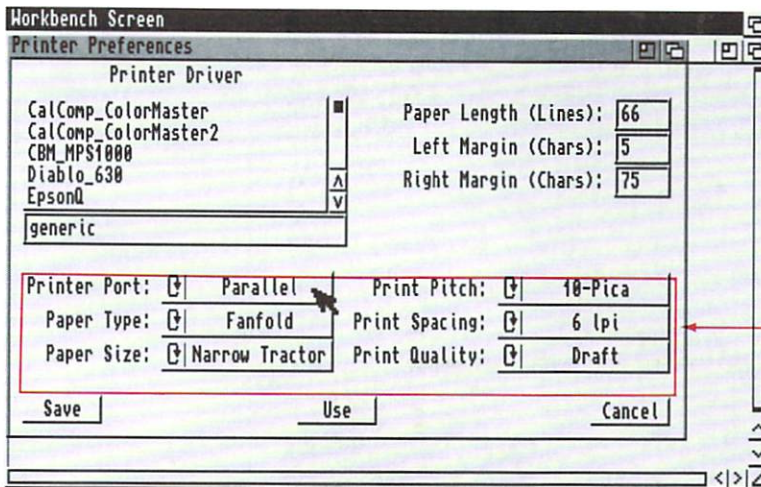 Workbench Screen
Printer Preferences
Printer Driver
CalComp_ColorMaster
CalComp_ColorMaster2
CBM_MPS1000
Diablo_630
EpsonQ
generic
Paper Length (Lines): 66
Left Margin (Chars): 5
Right Margin (Chars): 75
Printer Port: Parallel
Paper Type: Fanfold
Paper Size: Narrow Tractor
Print Pitch: 10-Pica
Print Spacing: 6 lpi
Print Quality: Draft
Save
Use
Cancel